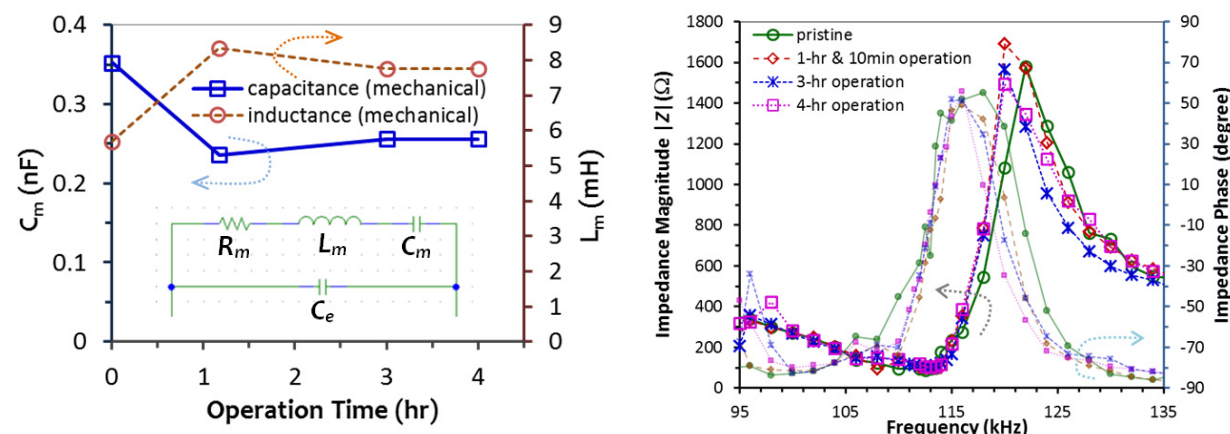 0.4
0.3
0.2
0.1
0
C_m (nF)
9
8
7
6
5
4
3
2
1
0
L_m (mH)
capacitance (mechanical)
inductance (mechanical)
R_m
L_m
C_m
C_e
0 1 2 3 4
Operation Time (hr)
1800
1600
1400
1200
1000
800
600
400
200
0
Impedance Magnitude |Z| (Ω)
pristine
1-hr & 10min operation
3-hr operation
4-hr operation
90
70
50
30
10
-10
-30
-50
-70
-90
Impedance Phase (degree)
95 105 115 125 135
Frequency (kHz)